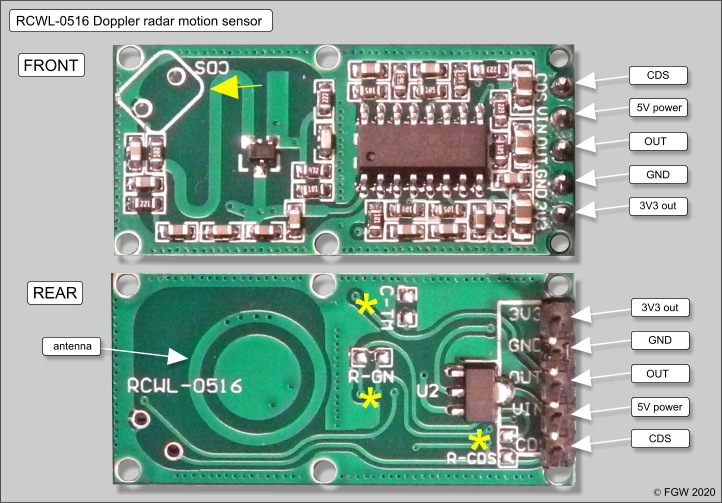 RCWL-0516 Doppler radar motion sensor
FRONT
CDS
CDS
VIN
OUT
GND
3V3
CDS
5V power
OUT
GND
3V3 out
REAR
antenna
RCWL-0516
C-TM
R-GN
U2
R-CDS
3V3
GND
OUT
VIN
CDS
3V3 out
GND
OUT
5V power
CDS
© FGW 2020